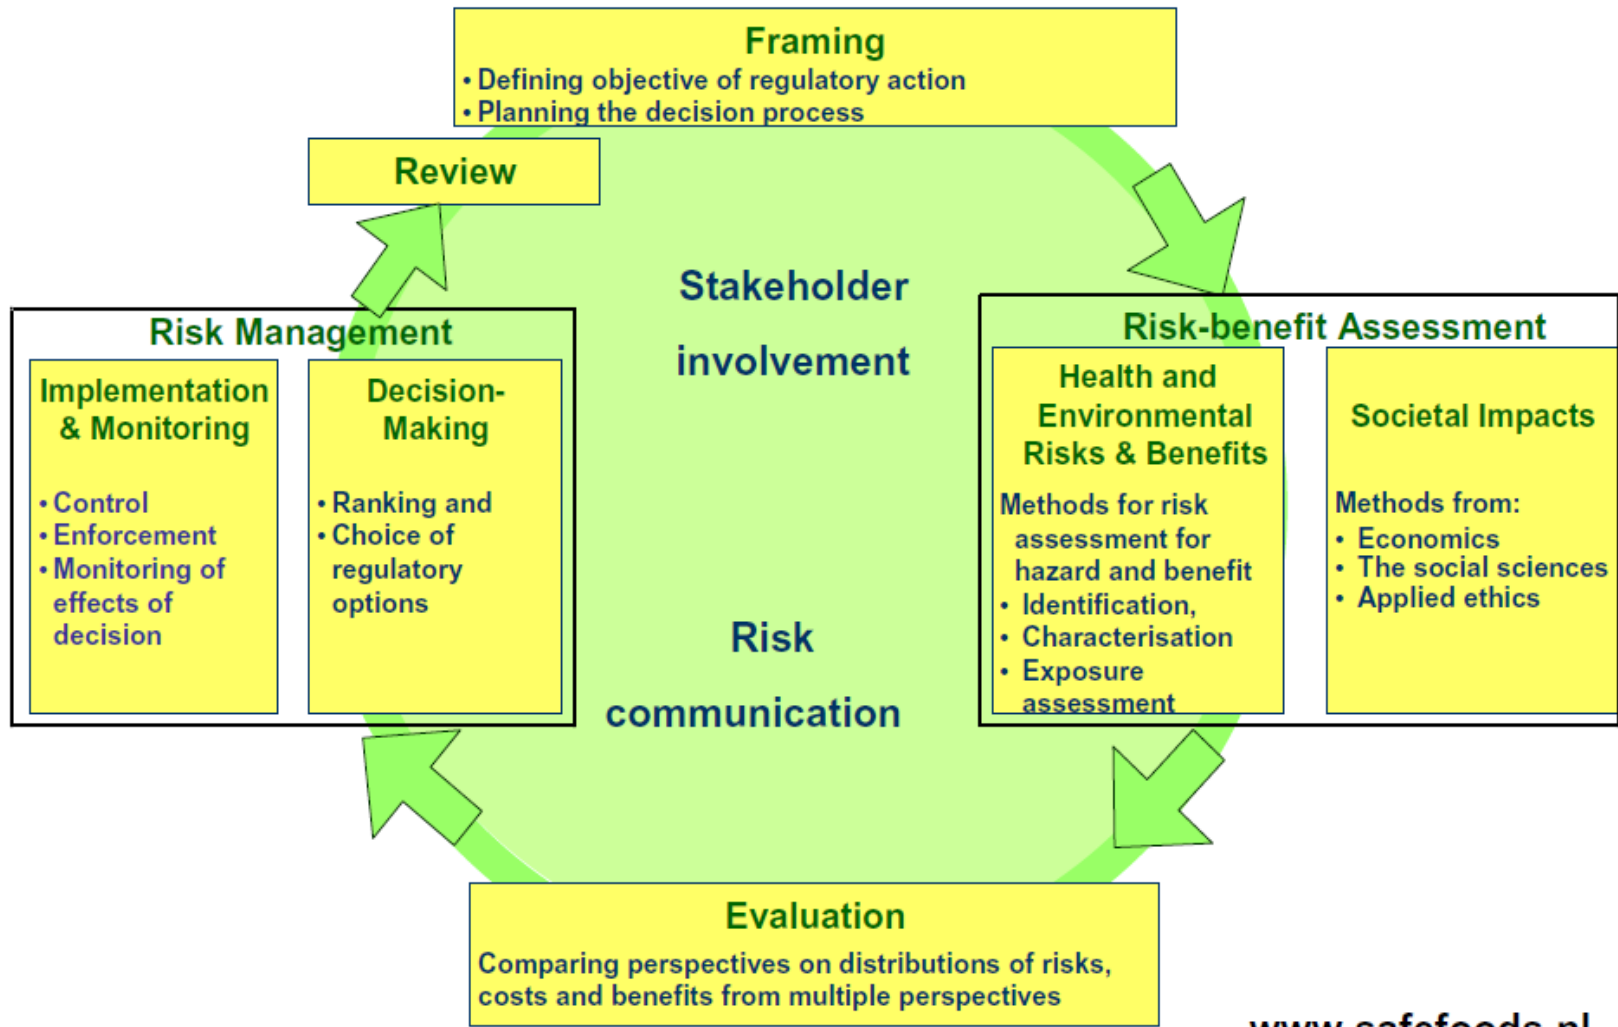 Framing
• Defining objective of regulatory action
• Planning the decision process
Review
Stakeholder
involvement
Risk Management
Implementation
& Monitoring
• Control
• Enforcement
• Monitoring of
effects of
decision
Decision-
Making
• Ranking and
• Choice of
regulatory
options
Risk
communication
Risk-benefit Assessment
Health and
Environmental
Risks & Benefits
Methods for risk
assessment for
hazard and benefit
• Identification,
• Characterisation
• Exposure
assessment
Societal Impacts
Methods from:
• Economics
• The social sciences
• Applied ethics
Evaluation
Comparing perspectives on distributions of risks,
costs and benefits from multiple perspectives
www.safefoods.nl